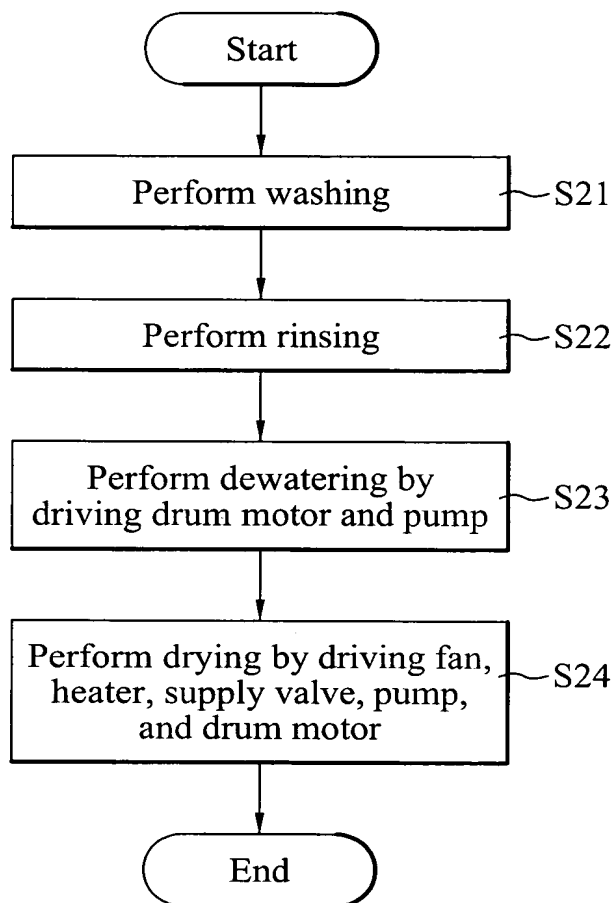 Start
Perform washing
S21
Perform rinsing
S22
Perform dewatering by
driving drum motor and pump
S23
Perform drying by driving fan,
heater, supply valve, pump,
and drum motor
S24
End